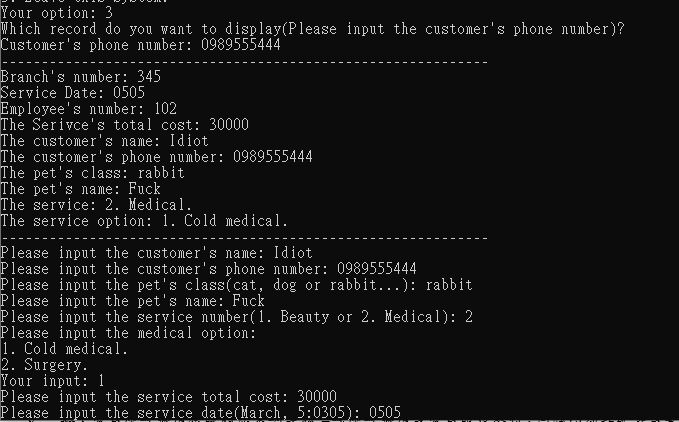 Your option: 3
Which record do you want to display(Please input the customer's phone number)?
Customer's phone number: 0989555444
-------------------------------------------------------------
Branch's number: 345
Service Date: 0505
Employee's number: 102
The Serivce's total cost: 30000
The customer's name: Idiot
The customer's phone number: 0989555444
The pet's class: rabbit
The pet's name: Fuck
The service: 2. Medical.
The service option: 1. Cold medical.
-------------------------------------------------------------
Please input the customer's name: Idiot
Please input the customer's phone number: 0989555444
Please input the pet's class(cat, dog or rabbit...): rabbit
Please input the pet's name: Fuck
Please input the service number(1. Beauty or 2. Medical): 2
Please input the medical option:
1. Cold medical.
2. Surgery.
Your input: 1
Please input the service total cost: 30000
Please input the service date(March, 5:0305): 0505